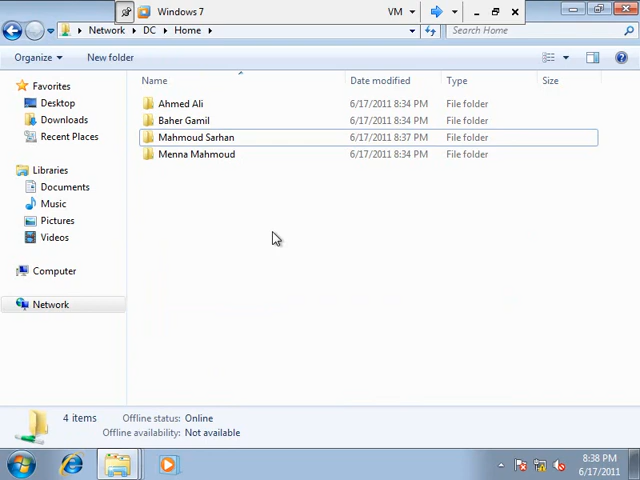 Windows 7
VM
Network DC Home
Search Home
Organize New folder
Favorites
Desktop
Downloads
Recent Places
Libraries
Documents
Music
Pictures
Videos
Computer
Network
Name Date modified Type Size
Ahmed Ali 6/17/2011 8:34 PM File folder
Baher Gamil 6/17/2011 8:34 PM File folder
Mahmoud Sarhan 6/17/2011 8:37 PM File folder
Menna Mahmoud 6/17/2011 8:34 PM File folder
4 items Offline status: Online
Offline availability: Not available
8:38 PM
6/17/2011